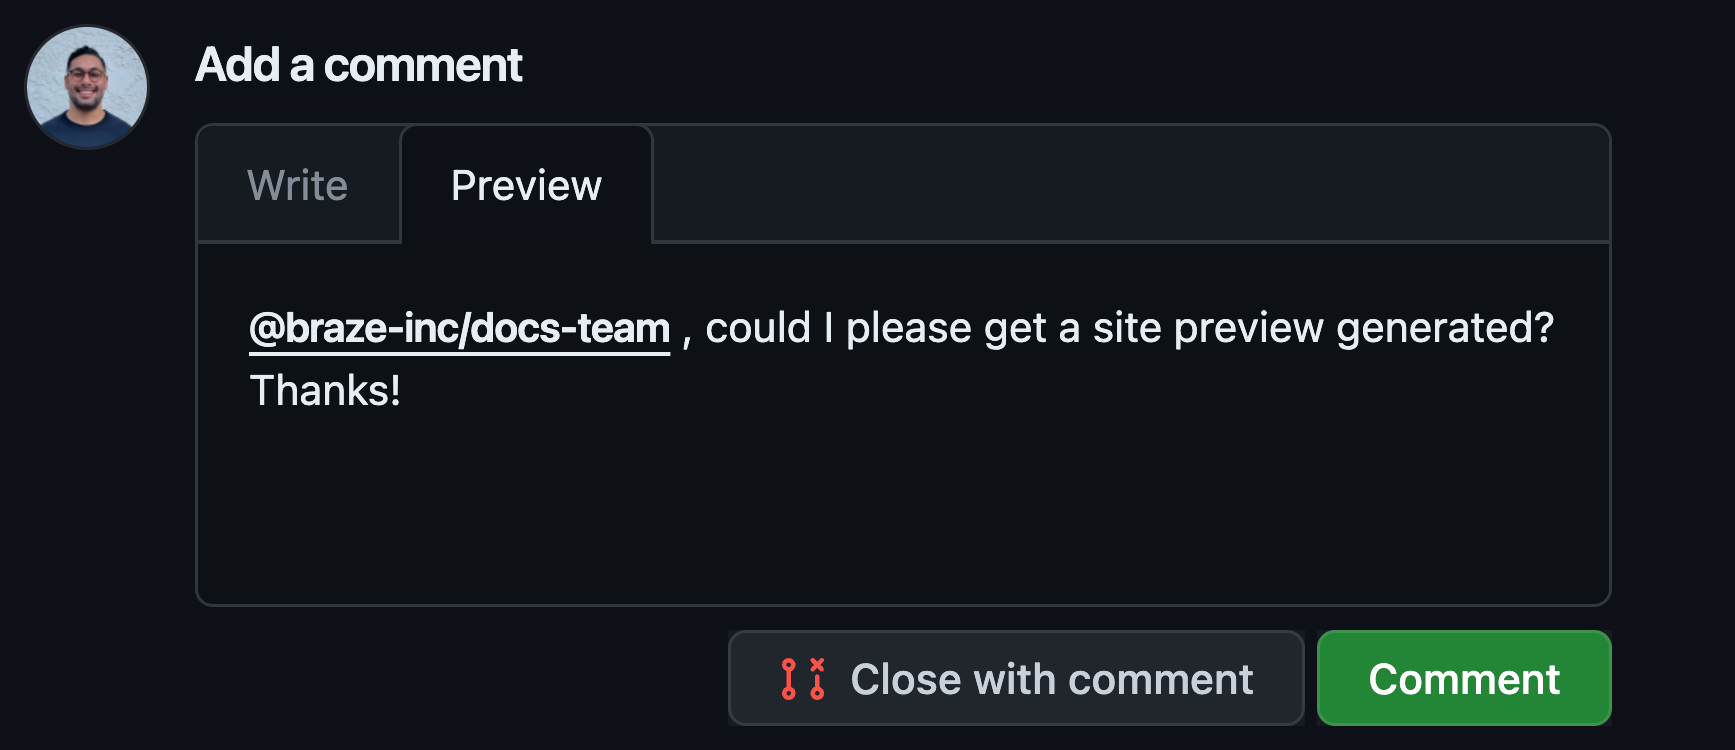 Add a comment
Write
Preview
@braze-inc/docs-team , could I please get a site preview generated?
Thanks!
Close with comment
Comment